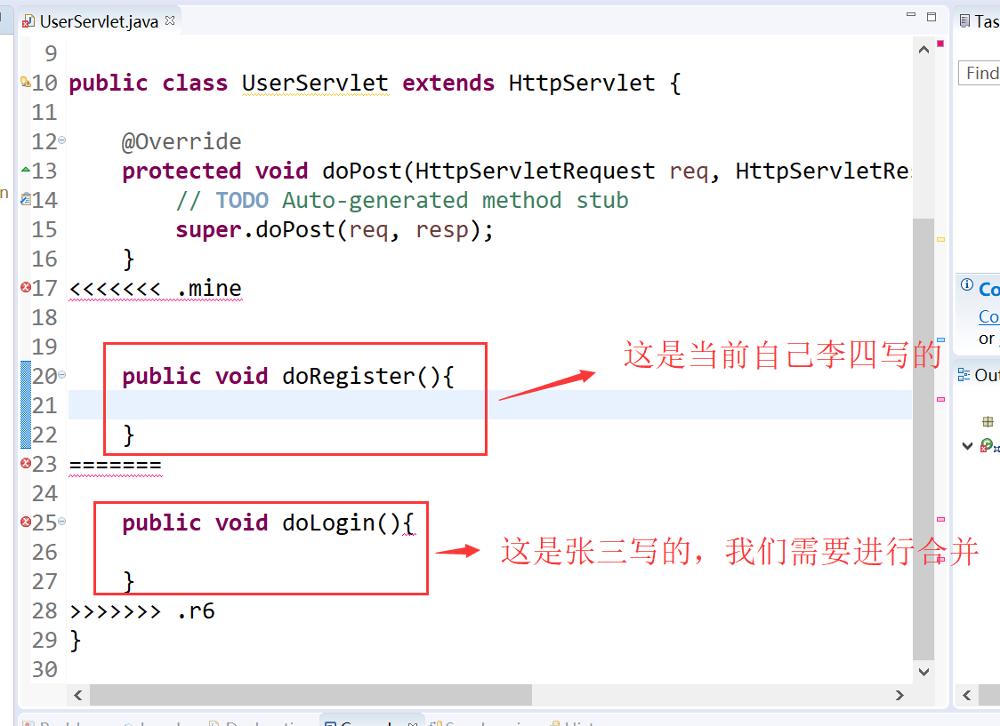 UserServlet.java
Tas
9
10 public class UserServlet extends HttpServlet {
Find
11
12 @Override
13 protected void doPost(HttpServletRequest req, HttpServletRe
n
14 // TODO Auto-generated method stub
15 super.doPost(req, resp);
16 }
17 <<<<<<< .mine
Co
18
Co
19
or
这是当前自己李四写的
20 public void doRegister(){
Out
21
22 }
23 =======
24
25 public void doLogin(){
26
这是张三写的，我们需要进行合并
27 }
28 >>>>>>> .r6
29 }
30